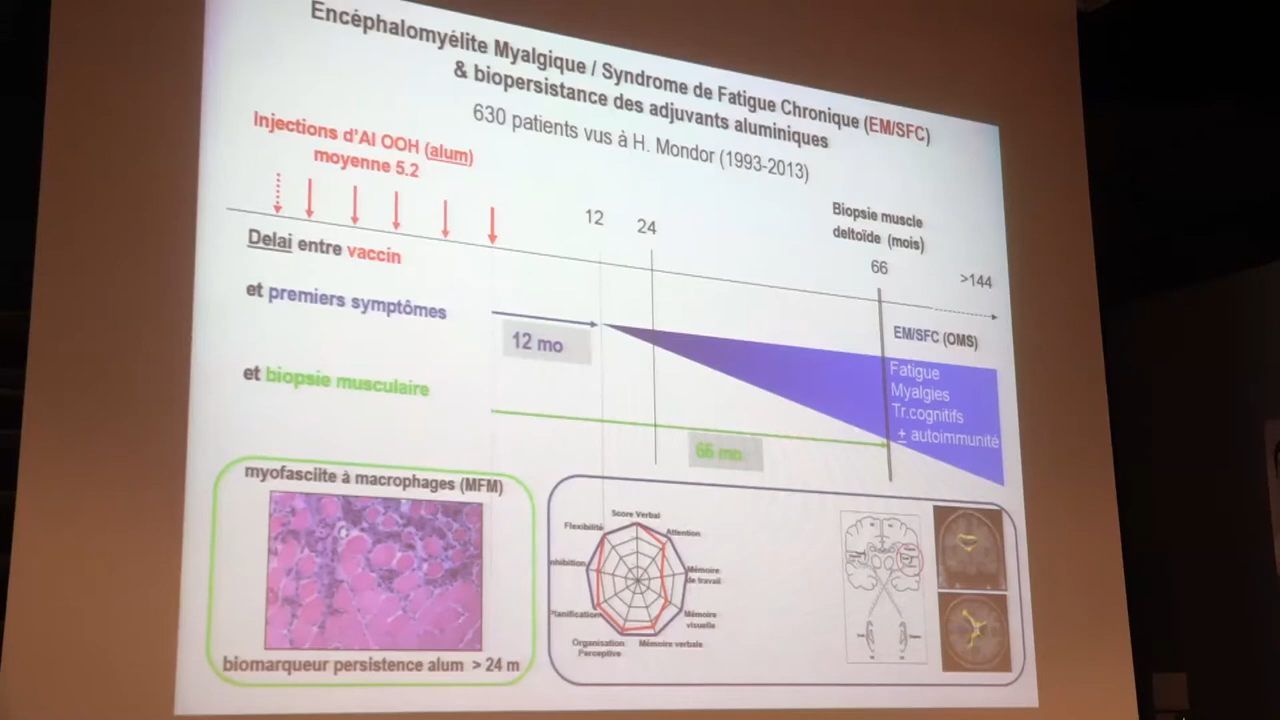 Encéphalomyélite Myalgique / Syndrome de Fatigue Chronique (EM/SFC)
& biopersistance des adjuvants aluminiques
630 patients vus à H. Mondor (1993-2013)
Injections d'Al OOH (alum)
moyenne 5.2
12
24
Biopsie muscle
deltoïde (mois)
66
>144
Delai entre vaccin
et premiers symptômes
12 mo
EM/SFC (OMS)
Fatigue
Myalgies
Tr.cognitifs
± autoimmunité
et biopsie musculaire
66 mo
myofasciite à macrophages (MFM)
biomarqueur persistence alum > 24 m
Score Verbal
Flexibilité
Attention
nhibition
Mémoire
de travail
Planification
Mémoire
visuelle
Organisation
Perceptive
Mémoire verbale